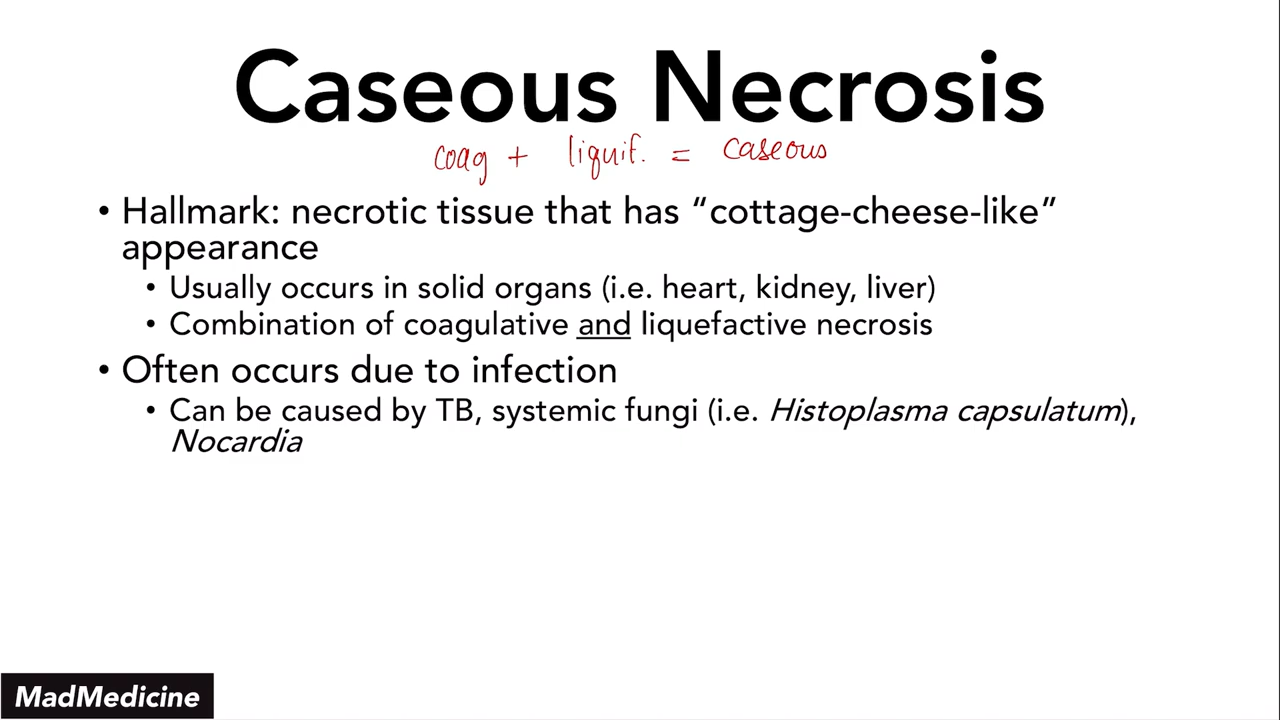 Caseous Necrosis
coag + liquif. = caseous
• Hallmark: necrotic tissue that has “cottage-cheese-like”
appearance
• Usually occurs in solid organs (i.e. heart, kidney, liver)
• Combination of coagulative and liquefactive necrosis
• Often occurs due to infection
• Can be caused by TB, systemic fungi (i.e. Histoplasma capsulatum),
Nocardia
MadMedicine